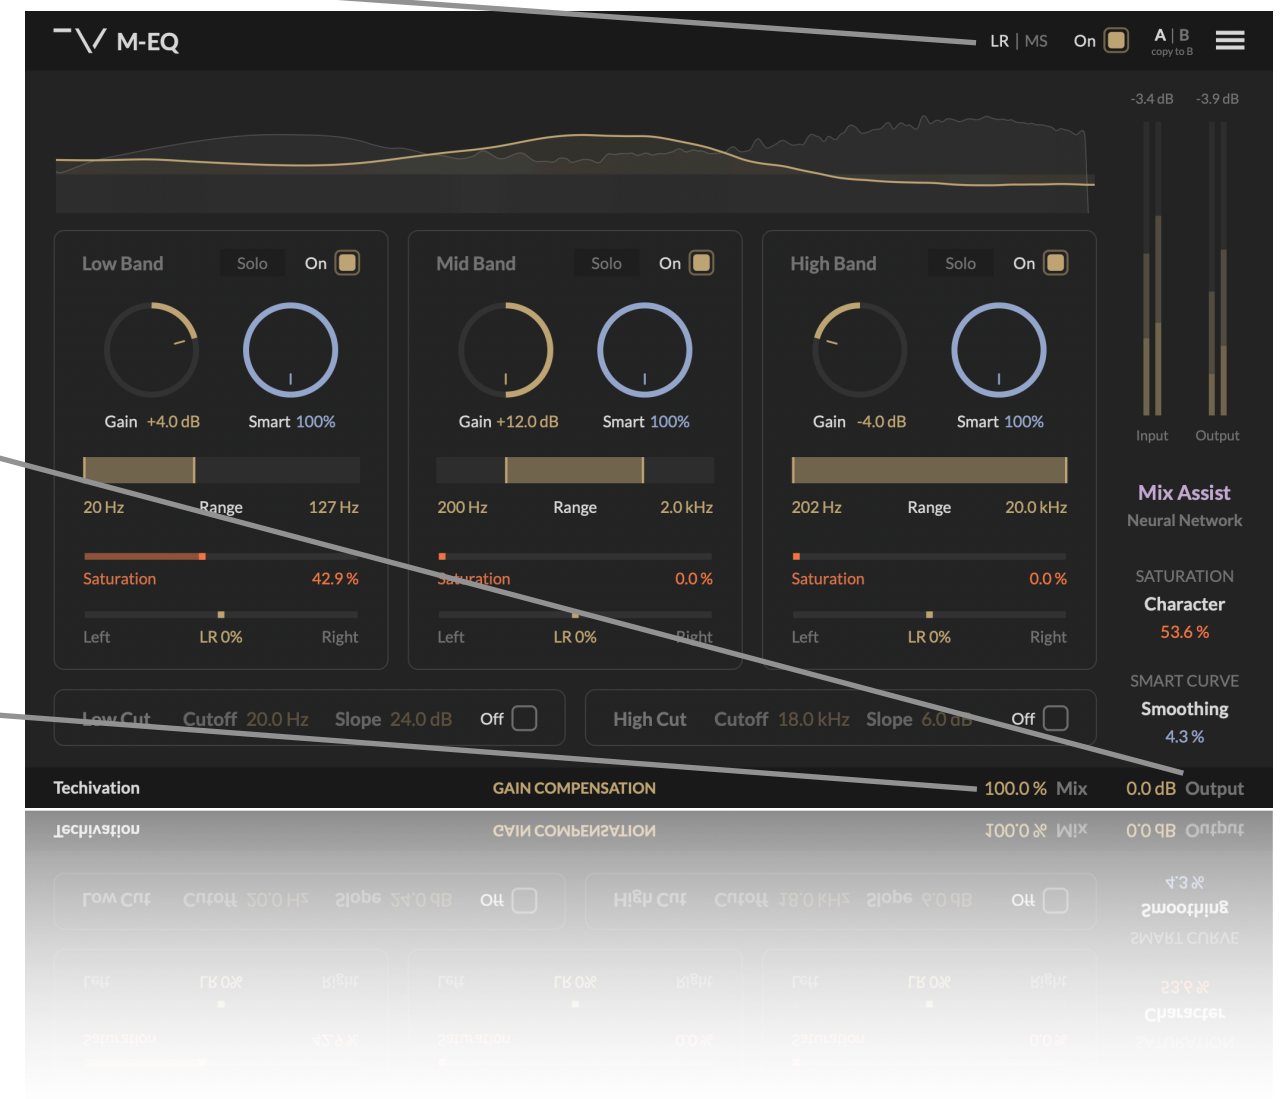 M-EQ
LR | MS On A | B
copy to B
-3.4 dB -3.9 dB
Low Band Solo On
Mid Band Solo On
High Band Solo On
Gain +4.0 dB Smart 100%
Gain +12.0 dB Smart 100%
Gain -4.0 dB Smart 100%
Input Output
20 Hz Range 127 Hz
200 Hz Range 2.0 kHz
202 Hz Range 20.0 kHz
Mix Assist
Neural Network
Saturation 42.9 %
Saturation 0.0 %
Saturation 0.0 %
SATURATION
Character
53.6 %
Left LR 0% Right
Left LR 0% Right
Left LR 0% Right
SMART CURVE
Smoothing
4.3 %
Low Cut Cutoff 20.0 Hz Slope 24.0 dB Off
High Cut Cutoff 18.0 kHz Slope 6.0 dB Off
Techivation GAIN COMPENSATION 100.0 % Mix 0.0 dB Output